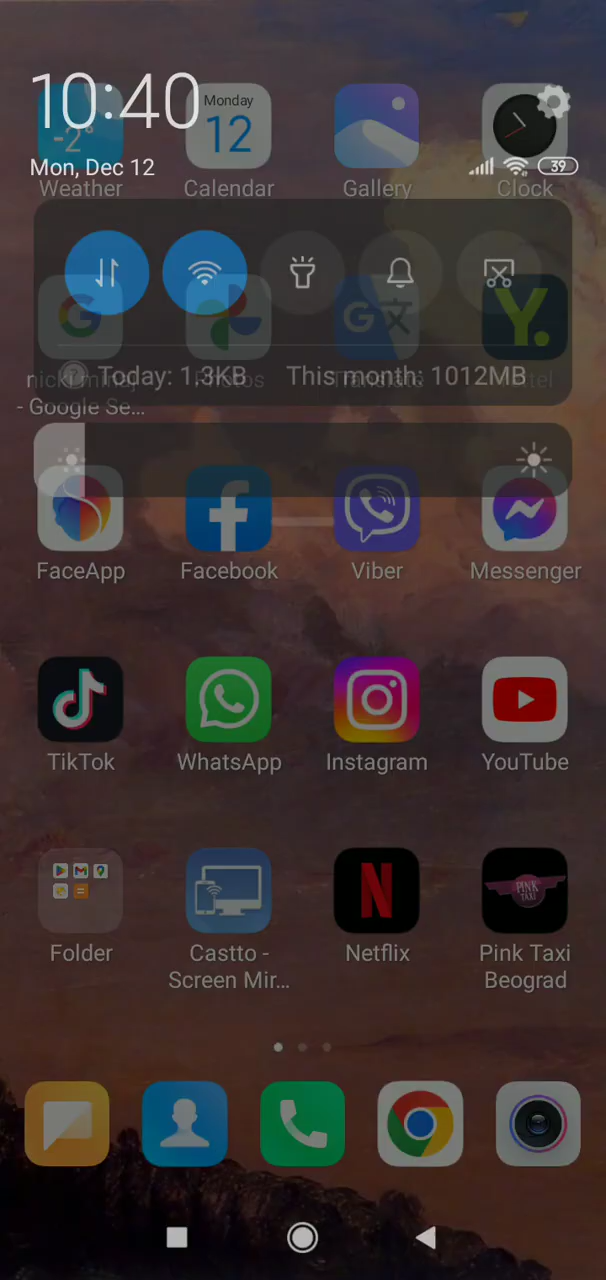 10:40
Mon, Dec 12
39
-2°
Monday
12
Weather
Calendar
Gallery
Clock
Today: 1.3KB
This month: 1012MB
Photos
Translate
- Google Se...
FaceApp
Facebook
Viber
Messenger
TikTok
WhatsApp
Instagram
YouTube
Folder
Castto -
Screen Mir...
Netflix
Pink Taxi
Beograd
PINK
TAXI